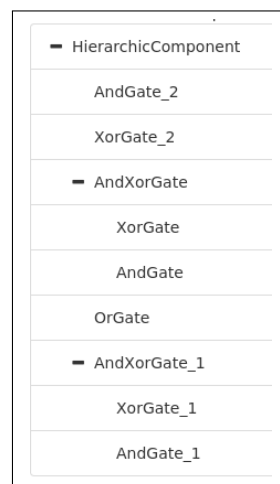 HierarchicComponent
AndGate_2
XorGate_2
AndXorGate
XorGate
AndGate
OrGate
AndXorGate_1
XorGate_1
AndGate_1